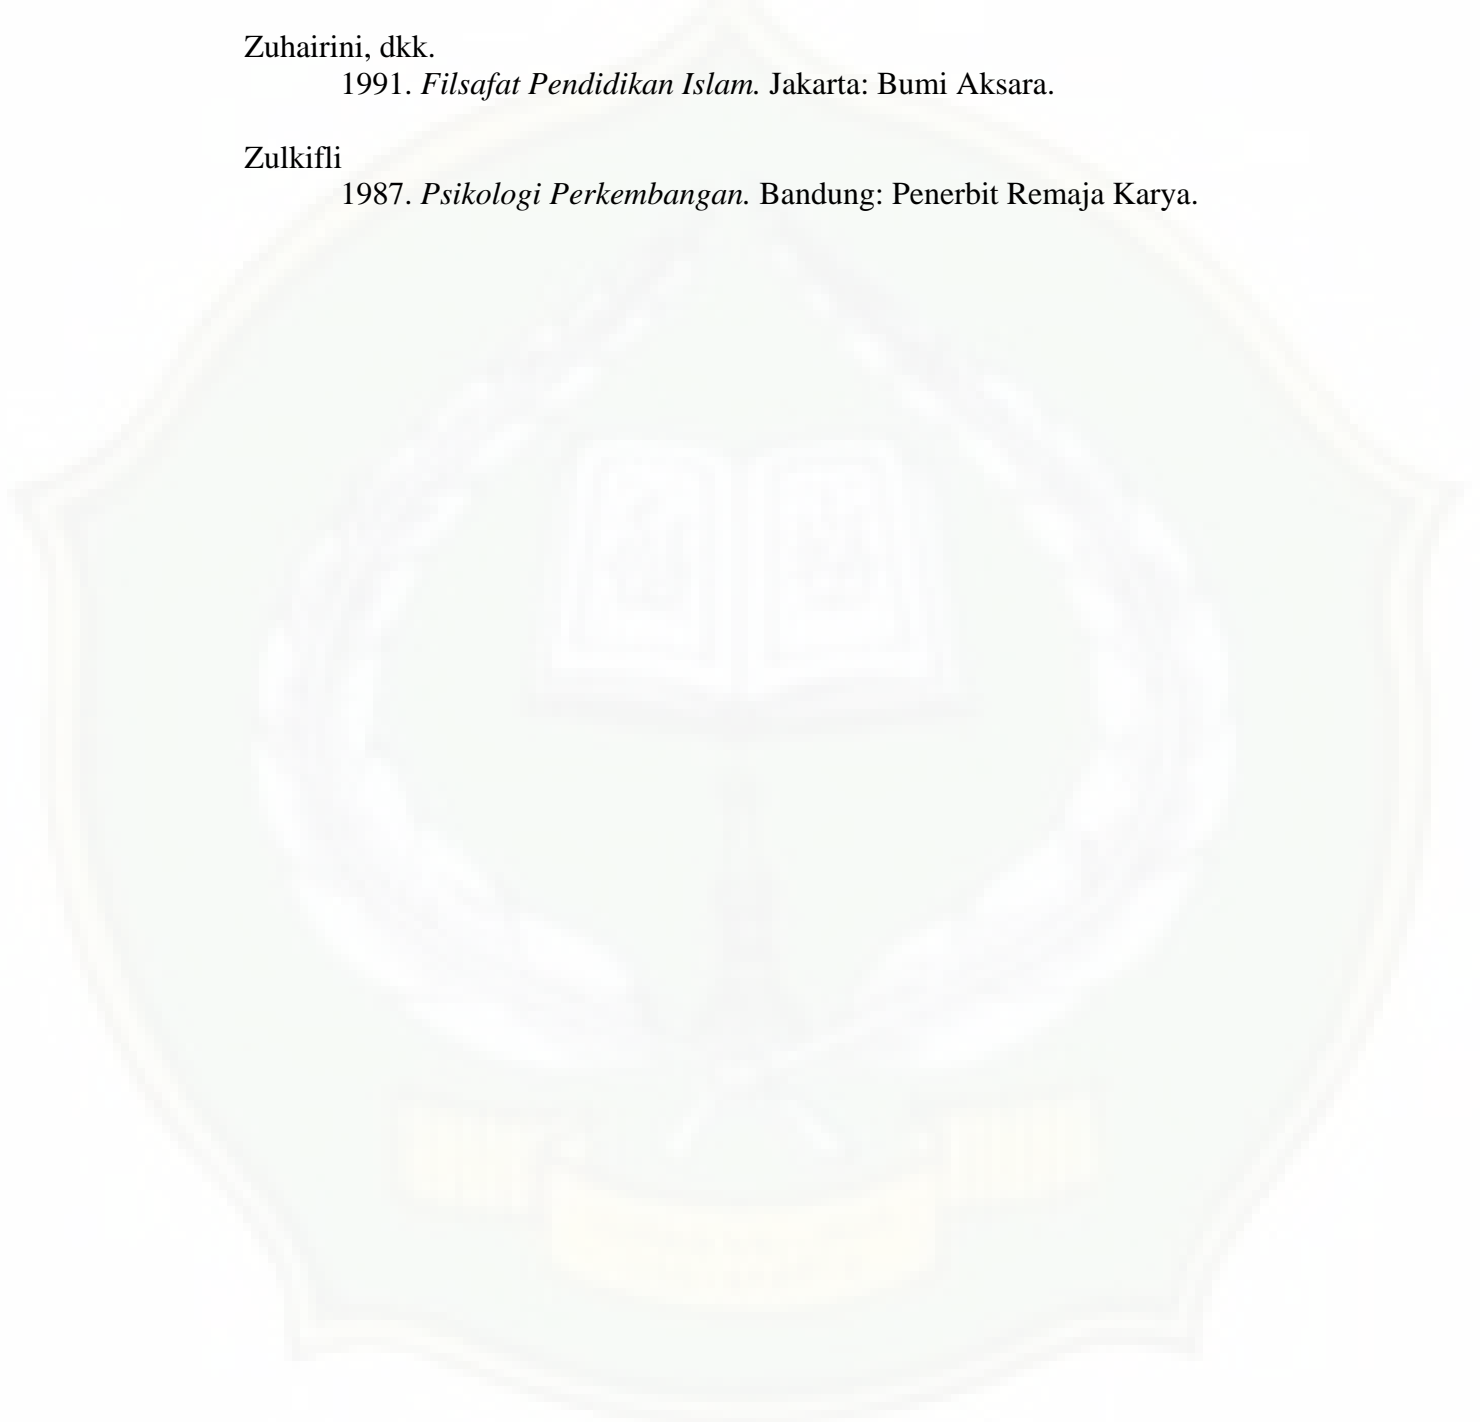 Zuhairini, dkk.
1991. Filsafat Pendidikan Islam. Jakarta: Bumi Aksara.
Zulkifli
1987. Psikologi Perkembangan. Bandung: Penerbit Remaja Karya.